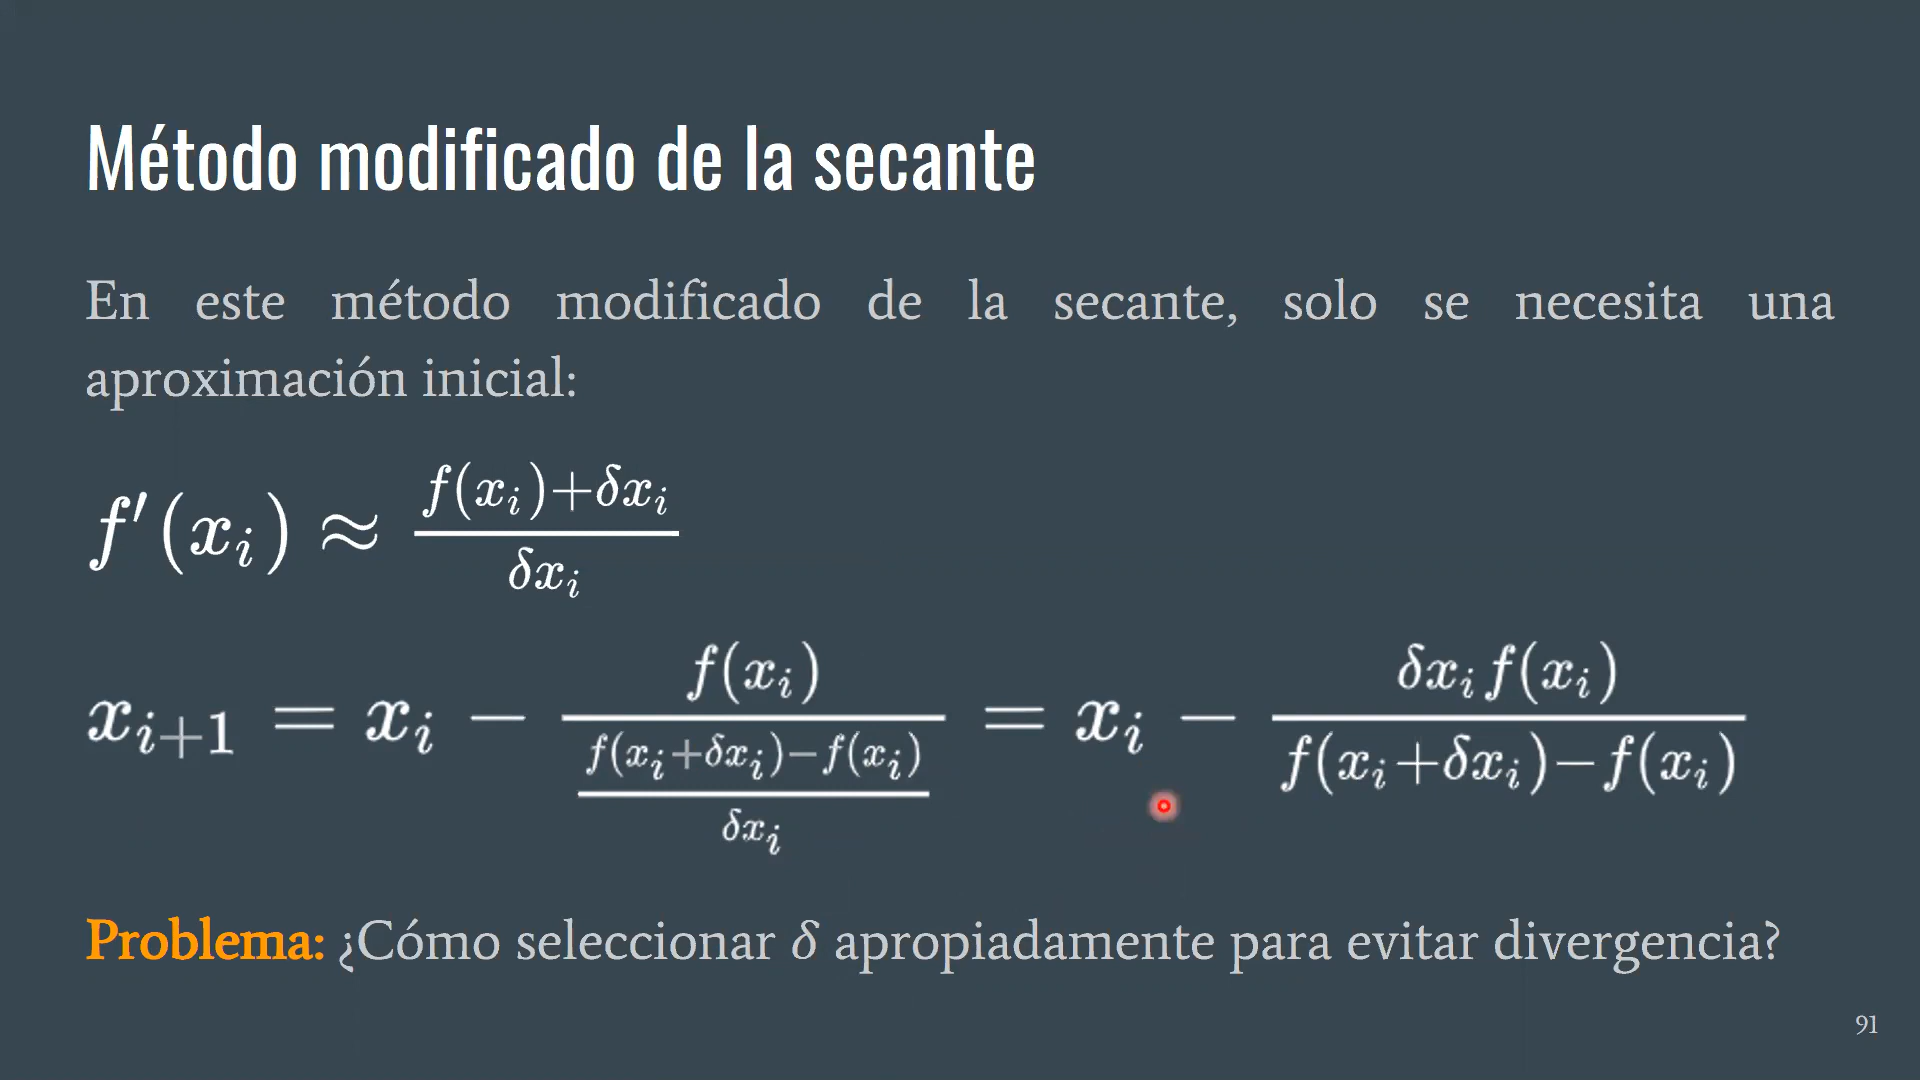 Método modificado de la secante
En este método modificado de la secante, solo se necesita una
aproximación inicial:
f′(xᵢ) ≈ (f(xᵢ)+δxᵢ) / (δxᵢ)
xᵢ₊₁ = xᵢ − f(xᵢ) / ((f(xᵢ+δxᵢ)−f(xᵢ)) / (δxᵢ)) = xᵢ − (δxᵢf(xᵢ)) / (f(xᵢ+δxᵢ)−f(xᵢ))
Problema: ¿Cómo seleccionar δ apropiadamente para evitar divergencia?
91